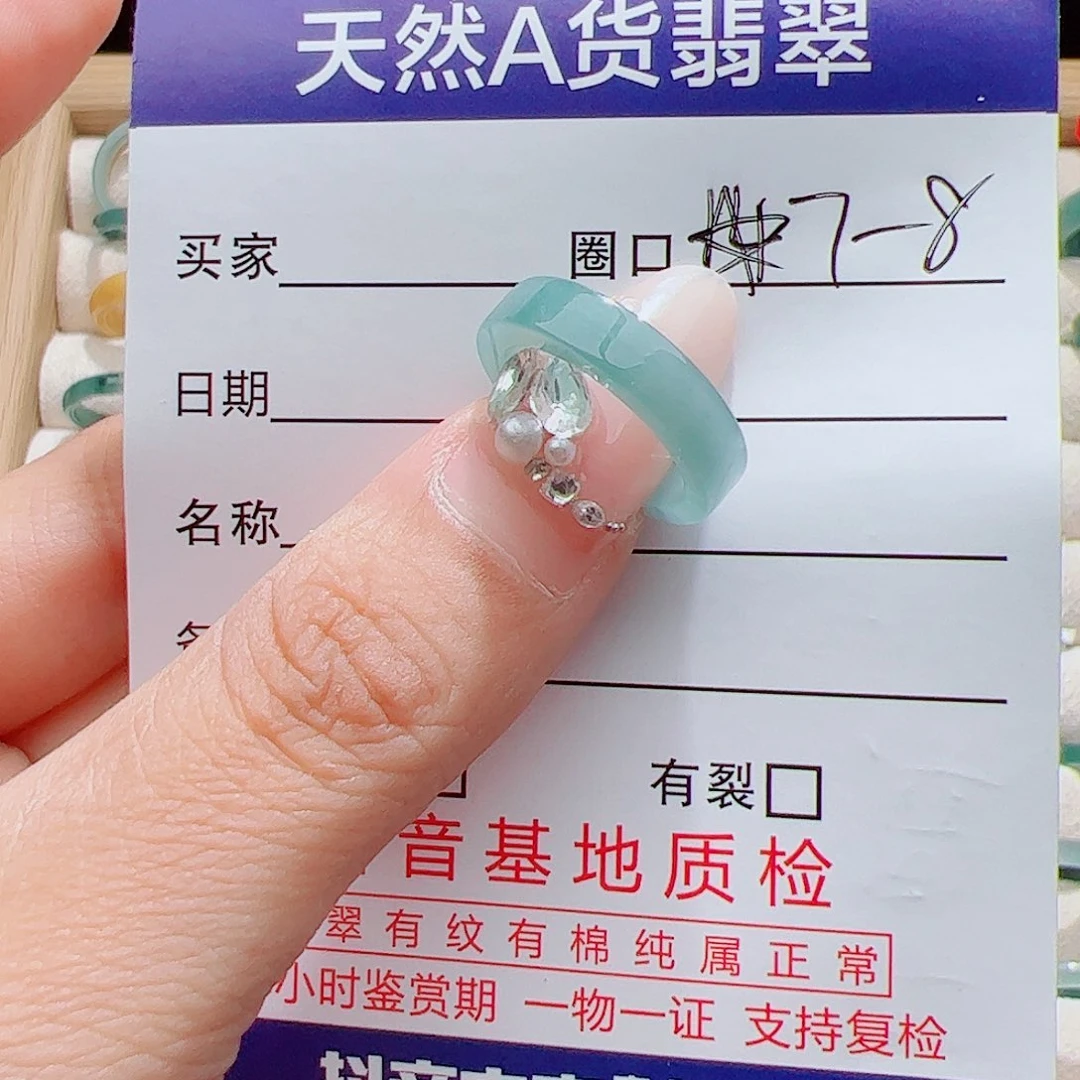 天然A货翡翠
买家 圈口 7-8
日期
名称
有裂
音基地质检
翠有纹有棉纯属正常
小时鉴赏期 一物一证 支持复检